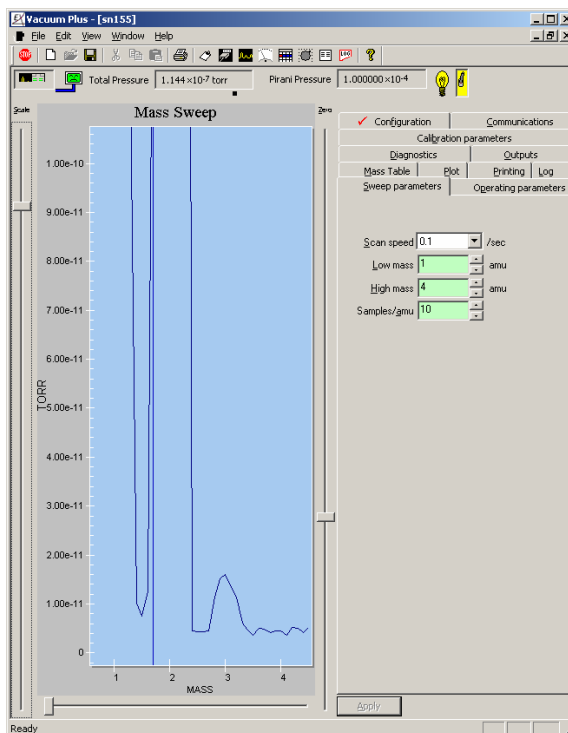 Vacuum Plus - [sn155]
File Edit View Window Help
STOP
LOG
Total Pressure 1.144×10-⁷ torr Pirani Pressure 1.000000×10-⁴
Scale
Mass Sweep
Zero
1.00e-10
9.00e-11
8.00e-11
7.00e-11
6.00e-11
5.00e-11
4.00e-11
3.00e-11
2.00e-11
1.00e-11
0
TORR
1 2 3 4
MASS
Configuration Communications
Calibration parameters
Diagnostics Outputs
Mass Table Plot Printing Log
Sweep parameters Operating parameters
Scan speed 0.1 /sec
Low mass 1 amu
High mass 4 amu
Samples/amu 10
Apply
Ready